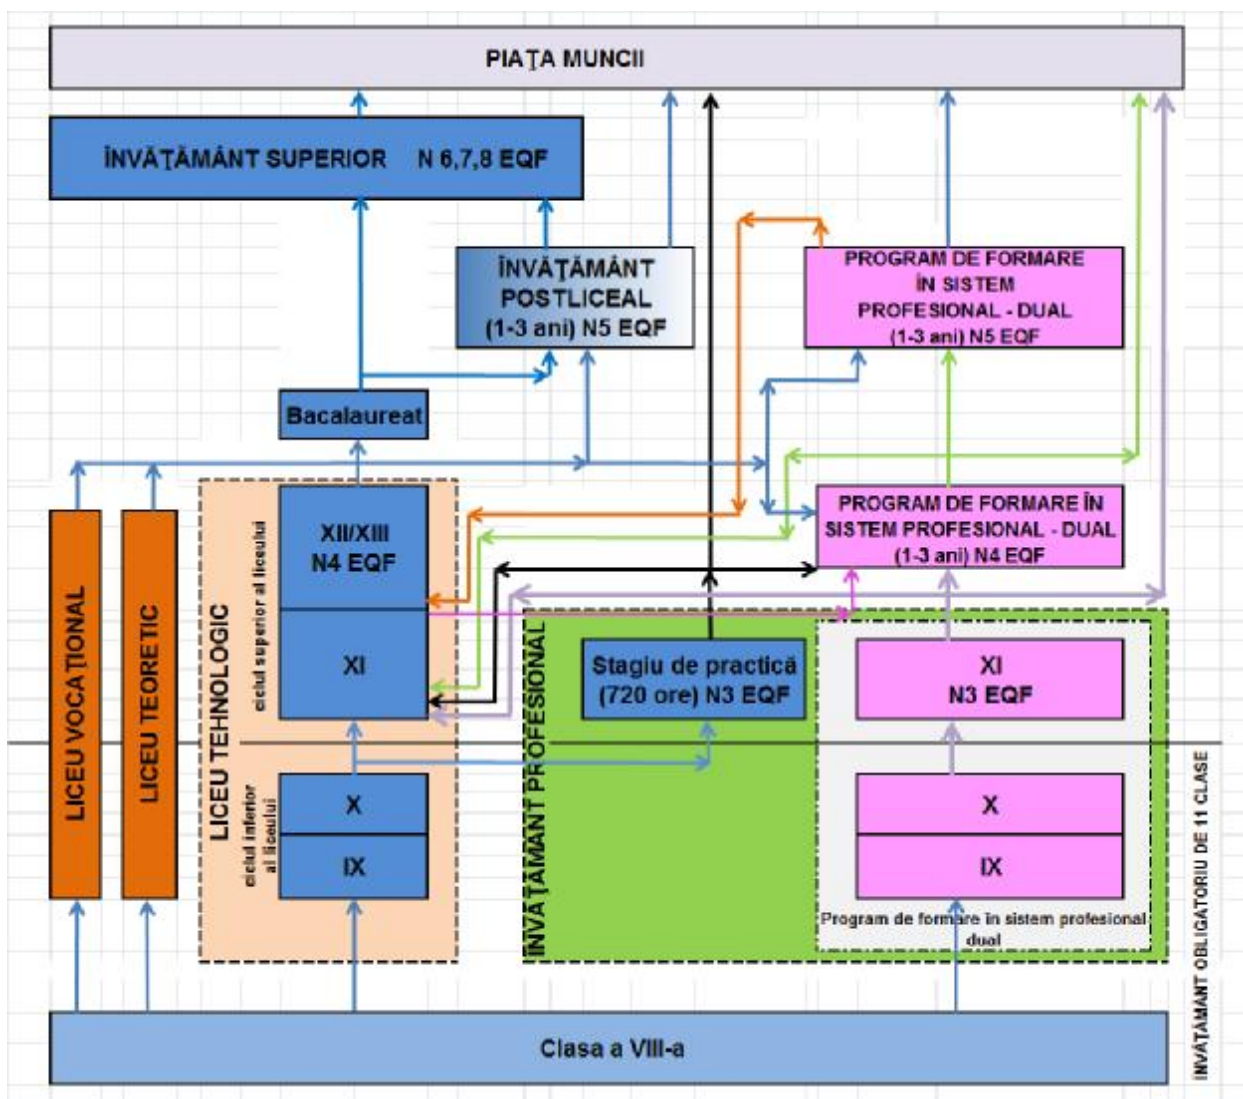 PIAŢA MUNCII
ÎNVĂŢĂMÂNT SUPERIOR N 6,7,8 EQF
ÎNVĂŢĂMÂNT
POSTLICEAL
(1-3 ani) N5 EQF
PROGRAM DE FORMARE
ÎN SISTEM
PROFESIONAL - DUAL
(1-3 ani) N5 EQF
Bacalaureat
XII/XIII
N4 EQF
PROGRAM DE FORMARE ÎN
SISTEM PROFESIONAL - DUAL
(1-3 ani) N4 EQF
LICEU VOCAŢIONAL
LICEU TEORETIC
LICEU TEHNOLOGIC
ciclul superior al liceului
XI
ÎNVĂŢĂMANT PROFESIONAL
Stagiu de practică
(720 ore) N3 EQF
XI
N3 EQF
ciclul inferior
al liceului
X
IX
X
IX
Program de formare în sistem profesional
dual
ÎNVĂŢĂMANT OBLIGATORIU DE 11 CLASE
Clasa a VIII-a